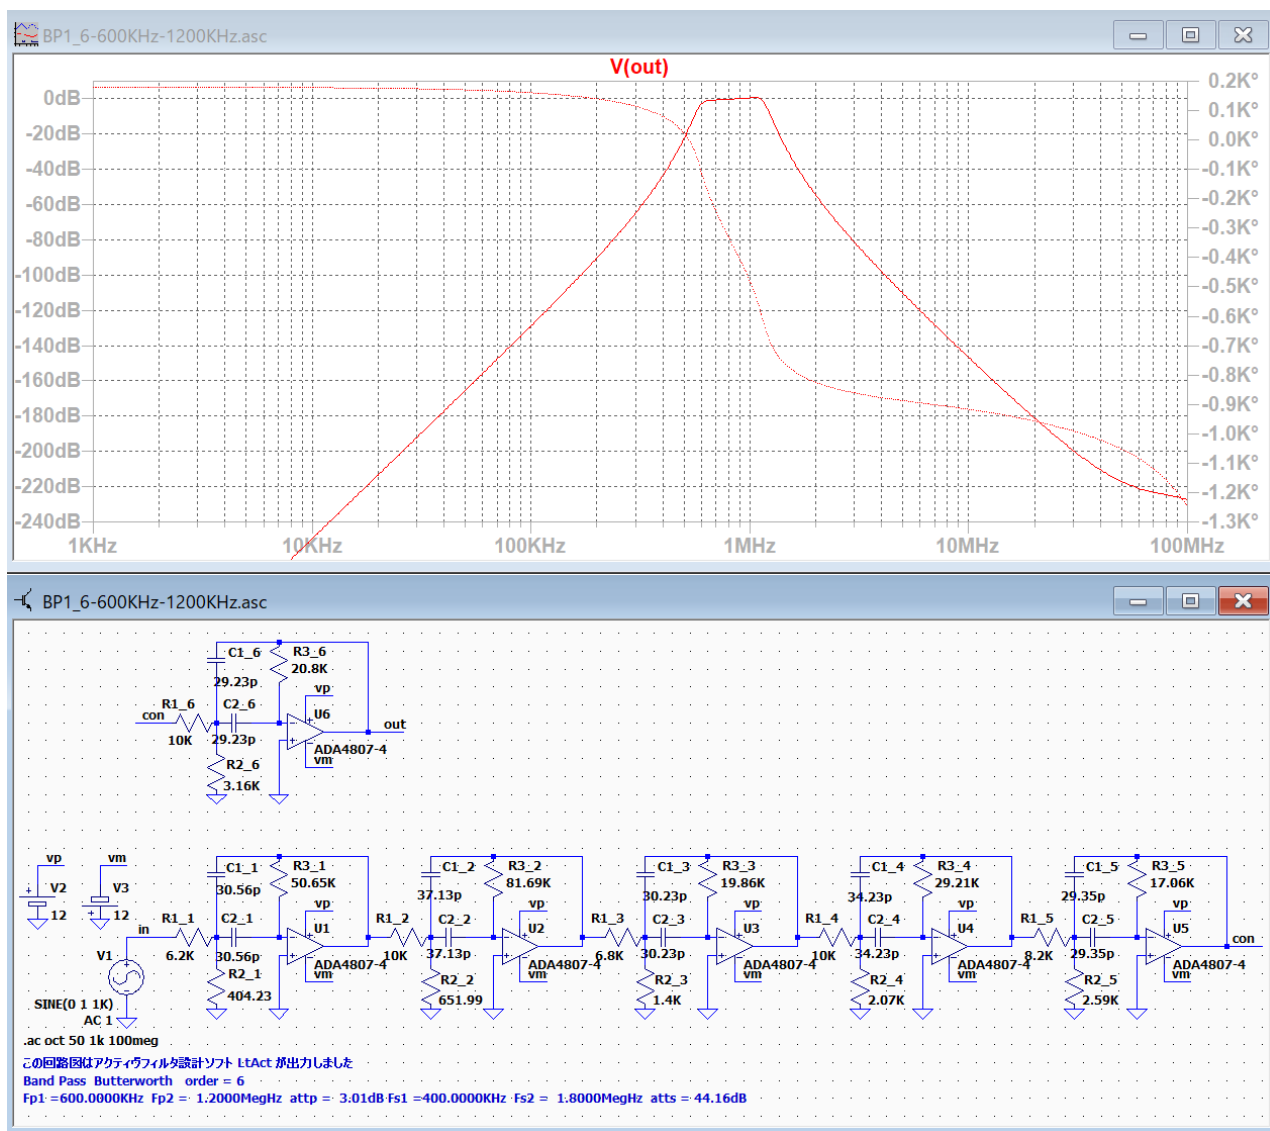 BP1_6-600KHz-1200KHz.asc
V(out)
0dB
-20dB
-40dB
-60dB
-80dB
-100dB
-120dB
-140dB
-160dB
-180dB
-200dB
-220dB
-240dB
0.2K°
0.1K°
0.0K°
-0.1K°
-0.2K°
-0.3K°
-0.4K°
-0.5K°
-0.6K°
-0.7K°
-0.8K°
-0.9K°
-1.0K°
-1.1K°
-1.2K°
-1.3K°
1KHz 10KHz 100KHz 1MHz 10MHz 100MHz
BP1_6-600KHz-1200KHz.asc
C1_6
29.23p
R3_6
20.8K
vp
R1_6
con
10K
C2_6
29.23p
U6
out
ADA4807-4
vm
R2_6
3.16K
vp
V2
12
vm
V3
12
in
V1
SINE(0 1 1K)
AC 1
C1_1
30.56p
R3_1
50.65K
vp
R1_1
6.2K
C2_1
30.56p
U1
ADA4807-4
vm
R2_1
404.23
C1_2
37.13p
R3_2
81.69K
vp
R1_2
10K
C2_2
37.13p
U2
ADA4807-4
vm
R2_2
651.99
C1_3
30.23p
R3_3
19.86K
vp
R1_3
6.8K
C2_3
30.23p
U3
ADA4807-4
vm
R2_3
1.4K
C1_4
34.23p
R3_4
29.21K
vp
R1_4
10K
C2_4
34.23p
U4
ADA4807-4
vm
R2_4
2.07K
C1_5
29.35p
R3_5
17.06K
vp
R1_5
8.2K
C2_5
29.35p
U5
con
ADA4807-4
vm
R2_5
2.59K
.ac oct 50 1k 100meg
この回路図はアクティヴフィルタ設計ソフト LtAct が出力しました
Band Pass Butterworth order = 6
Fp1 =600.0000KHz Fp2 = 1.2000MegHz attp = 3.01dB Fs1 =400.0000KHz Fs2 = 1.8000MegHz atts = 44.16dB